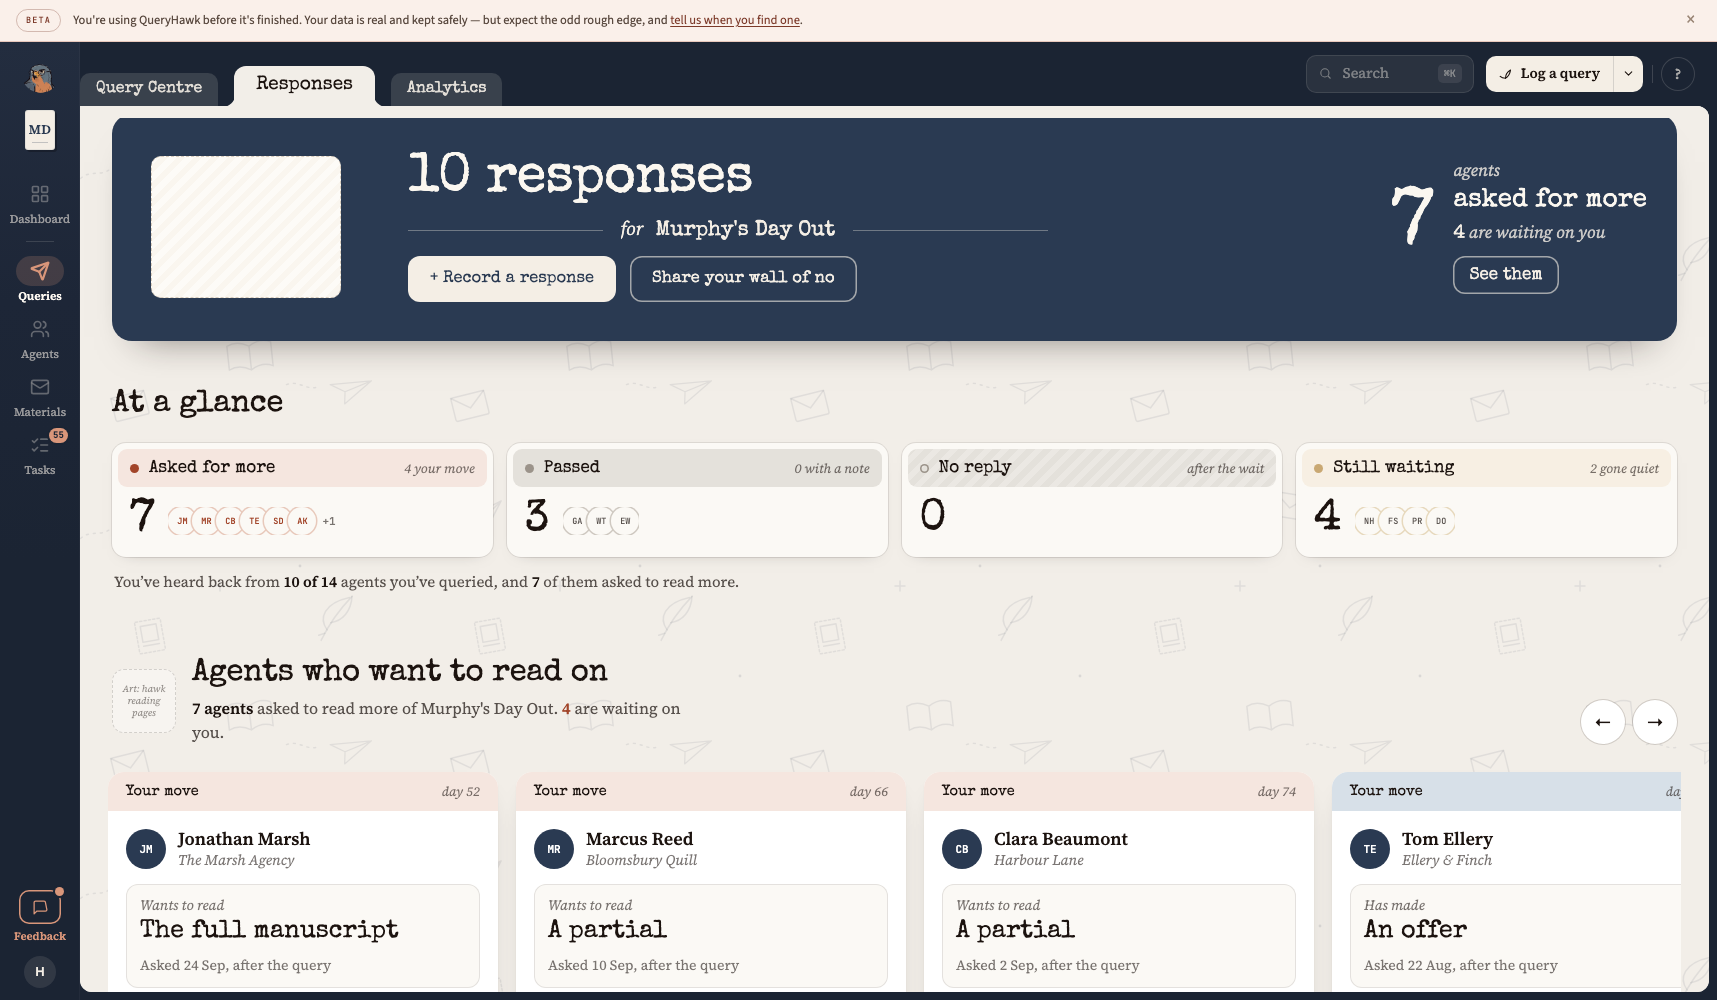 BETA
You're using QueryHawk before it's finished. Your data is real and kept safely — but expect the odd rough edge, and tell us when you find one.
×
Query Centre
Responses
Analytics
Search
⌘K
Log a query
?
MD
Dashboard
Queries
Agents
Materials
55
Tasks
Feedback
H
10 responses
for Murphy's Day Out
+ Record a response
Share your wall of no
7
agents
asked for more
4 are waiting on you
See them
At a glance
Asked for more
4 your move
7
JM MR CB TE SD AK +1
Passed
0 with a note
3
GA WT EW
No reply
after the wait
0
Still waiting
2 gone quiet
4
NH FS PR DO
You've heard back from 10 of 14 agents you've queried, and 7 of them asked to read more.
Art: hawk
reading
pages
Agents who want to read on
7 agents asked to read more of Murphy's Day Out. 4 are waiting on
you.
← →
Your move
day 52
JM
Jonathan Marsh
The Marsh Agency
Wants to read
The full manuscript
Asked 24 Sep, after the query
Your move
day 66
MR
Marcus Reed
Bloomsbury Quill
Wants to read
A partial
Asked 10 Sep, after the query
Your move
day 74
CB
Clara Beaumont
Harbour Lane
Wants to read
A partial
Asked 2 Sep, after the query
Your move
TE
Tom Ellery
Ellery & Finch
Has made
An offer
Asked 22 Aug, after the query